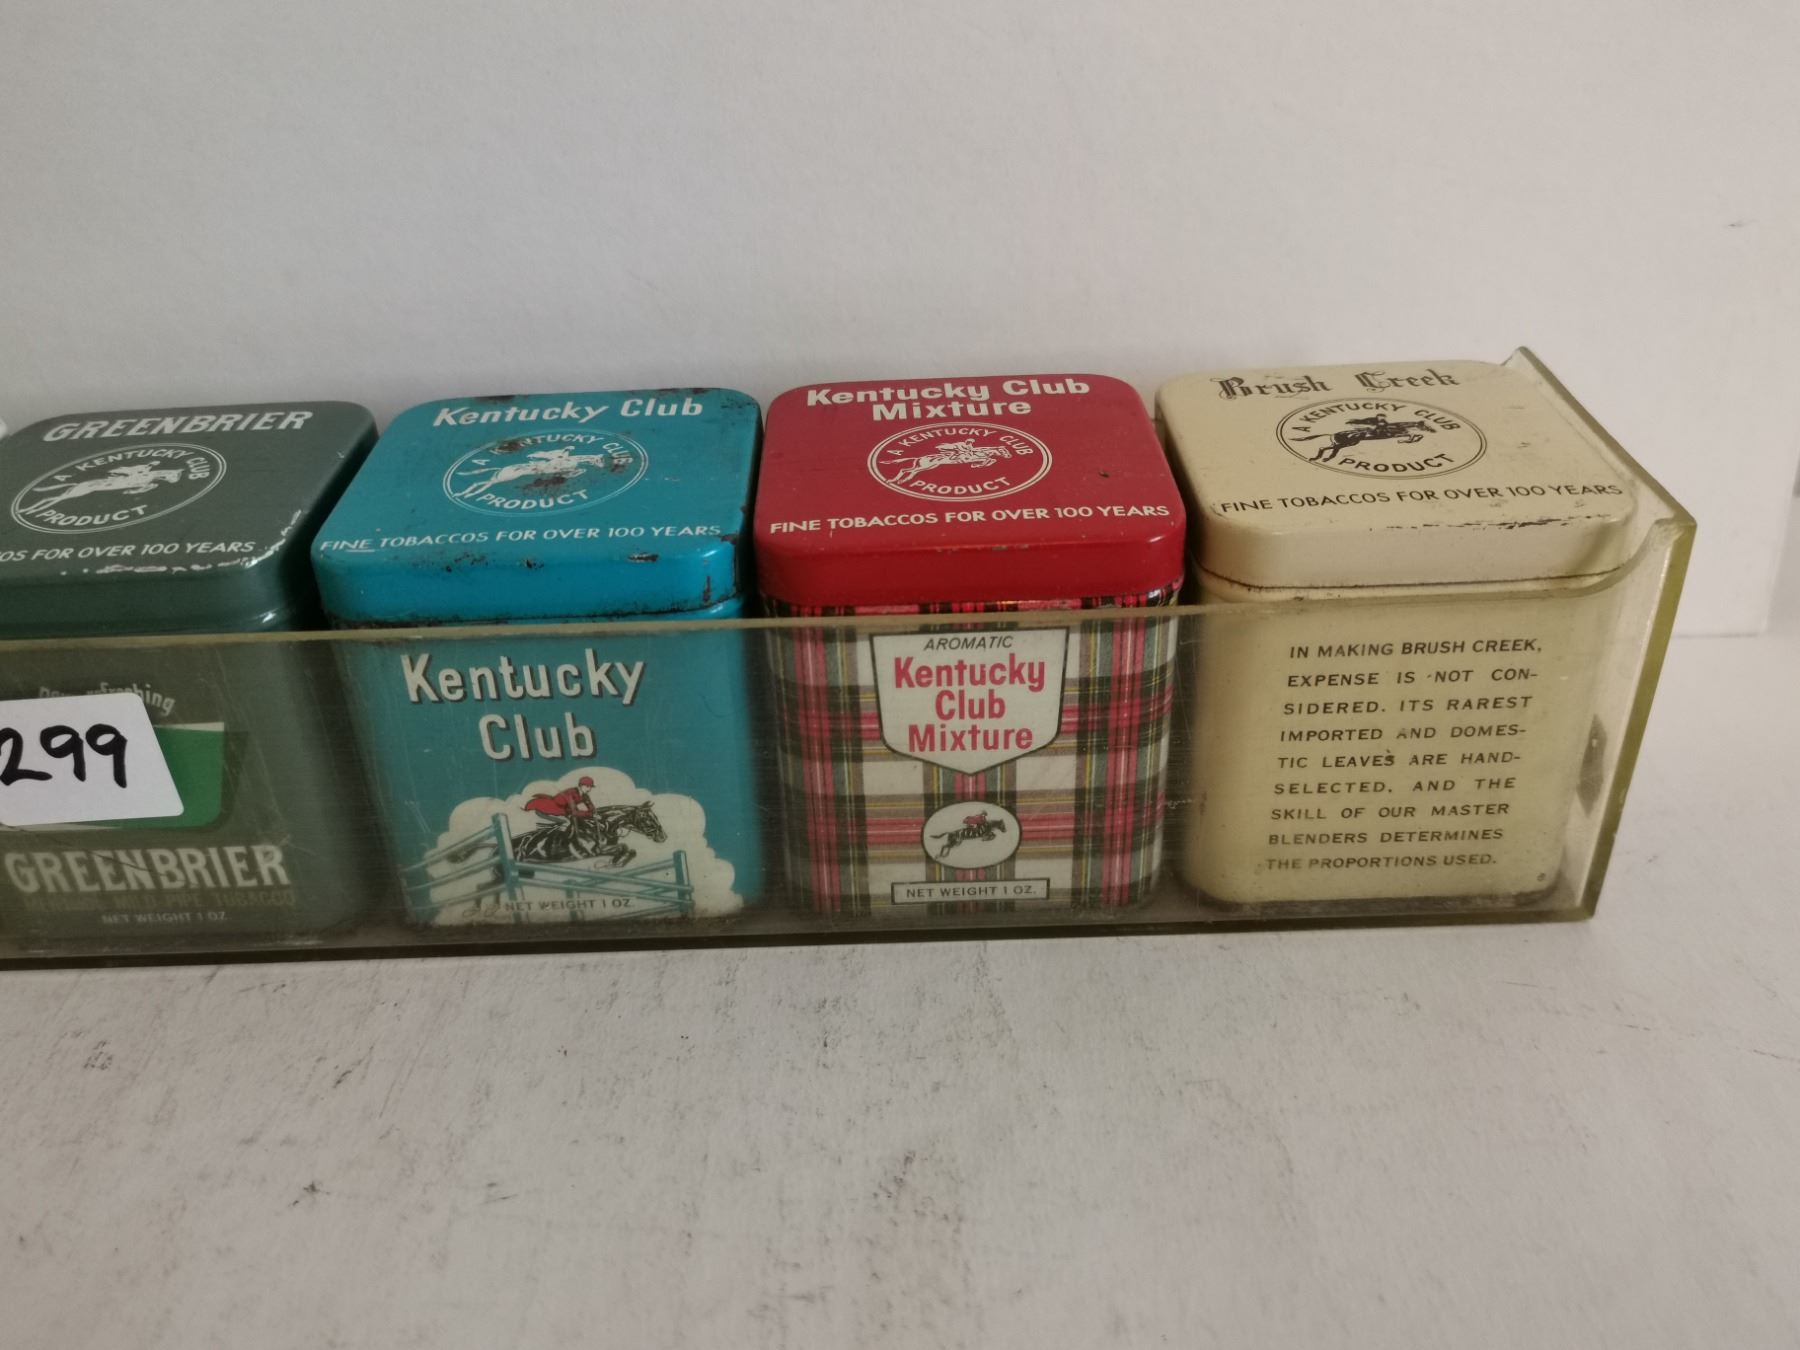 GREENBRIER
A KENTUCKY CLUB
PRODUCT
FOR OVER 100 YEARS
299
GREENBRIER
MILD PIPE TOBACCO
NET WEIGHT 1 OZ
Kentucky Club
A KENTUCKY CLUB
PRODUCT
FINE TOBACCOS FOR OVER 100 YEARS
Kentucky
Club
NET WEIGHT 1 OZ.
Kentucky Club
Mixture
A KENTUCKY CLUB
PRODUCT
FINE TOBACCOS FOR OVER 100 YEARS
AROMATIC
Kentucky
Club
Mixture
NET WEIGHT 1 OZ.
Brush Creek
A KENTUCKY CLUB
PRODUCT
FINE TOBACCOS FOR OVER 100 YEARS
IN MAKING BRUSH CREEK,
EXPENSE IS NOT CON-
SIDERED. ITS RAREST
IMPORTED AND DOMES-
TIC LEAVES ARE HAND-
SELECTED, AND THE
SKILL OF OUR MASTER
BLENDERS DETERMINES
THE PROPORTIONS USED.